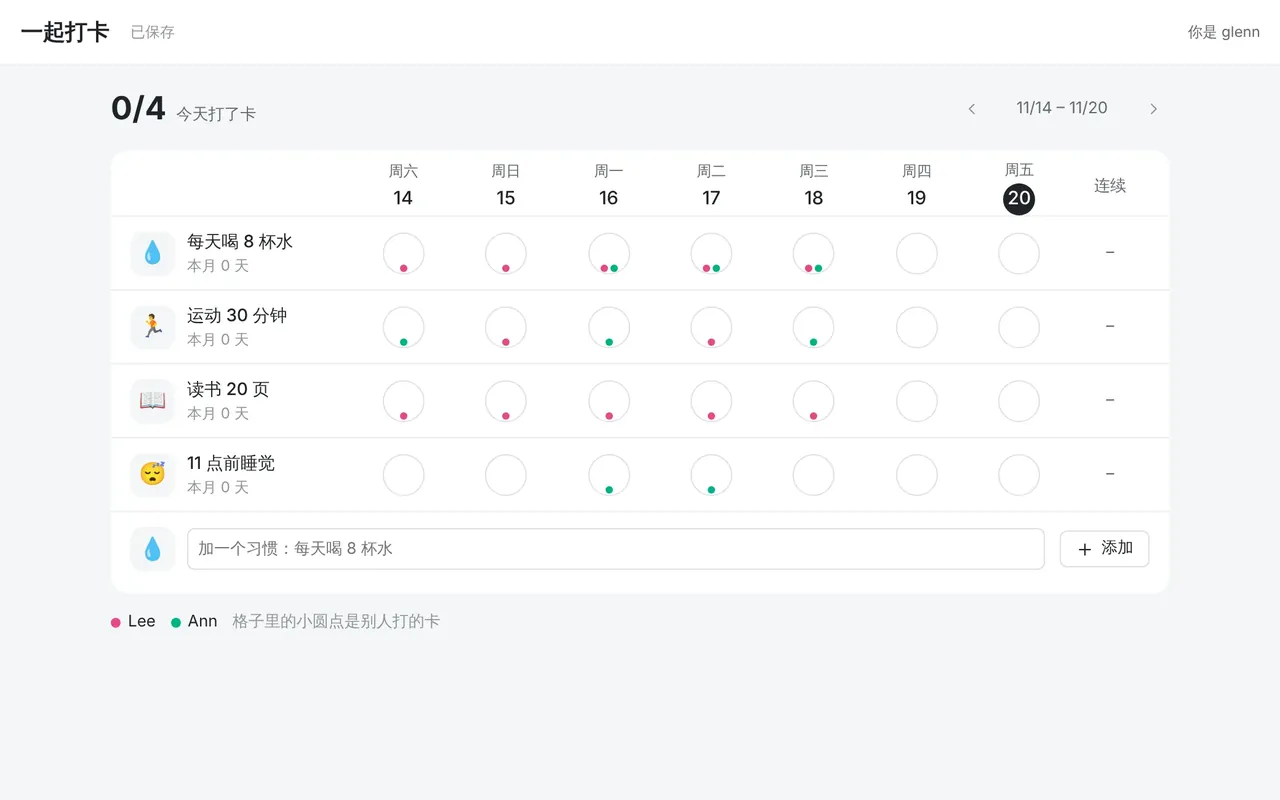 一起打卡 已保存 你是 glenn
0/4 今天打了卡 11/14 – 11/20
周六 周日 周一 周二 周三 周四 周五 连续
14 15 16 17 18 19 20
每天喝 8 杯水
本月 0 天
–
运动 30 分钟
本月 0 天
–
读书 20 页
本月 0 天
–
11 点前睡觉
本月 0 天
–
加一个习惯：每天喝 8 杯水 + 添加
Lee Ann 格子里的小圆点是别人打的卡